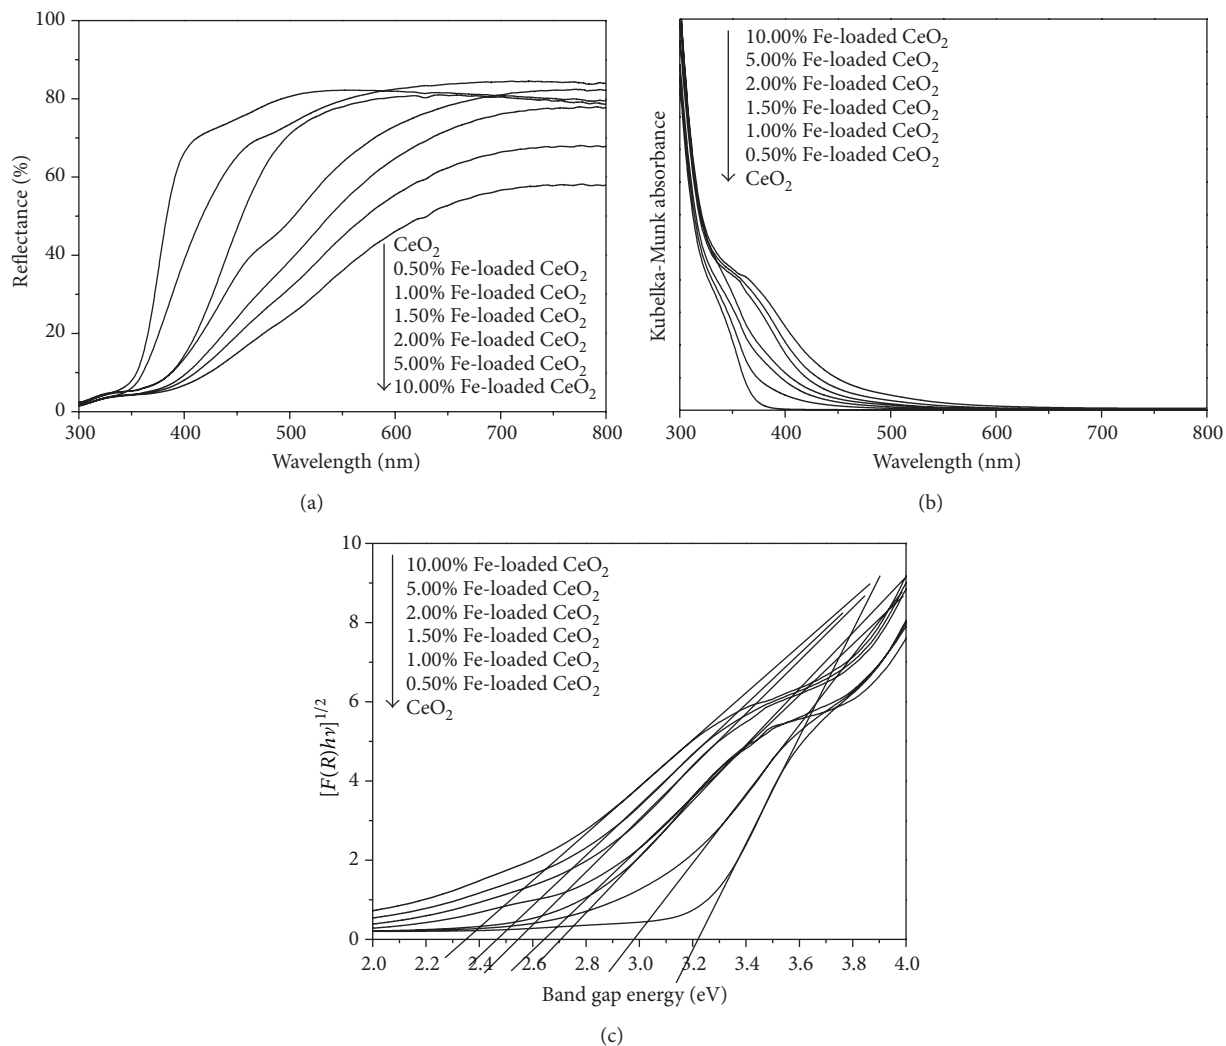 100
80
60
40
20
0
Reflectance (%)
CeO2
0.50% Fe-loaded CeO2
1.00% Fe-loaded CeO2
1.50% Fe-loaded CeO2
2.00% Fe-loaded CeO2
5.00% Fe-loaded CeO2
10.00% Fe-loaded CeO2
300 400 500 600 700 800
Wavelength (nm)
(a)
Kubelka-Munk absorbance
10.00% Fe-loaded CeO2
5.00% Fe-loaded CeO2
2.00% Fe-loaded CeO2
1.50% Fe-loaded CeO2
1.00% Fe-loaded CeO2
0.50% Fe-loaded CeO2
CeO2
300 400 500 600 700 800
Wavelength (nm)
(b)
10
8
6
4
2
0
[F(R)hν]^1/2
10.00% Fe-loaded CeO2
5.00% Fe-loaded CeO2
2.00% Fe-loaded CeO2
1.50% Fe-loaded CeO2
1.00% Fe-loaded CeO2
0.50% Fe-loaded CeO2
CeO2
2.0 2.2 2.4 2.6 2.8 3.0 3.2 3.4 3.6 3.8 4.0
Band gap energy (eV)
(c)